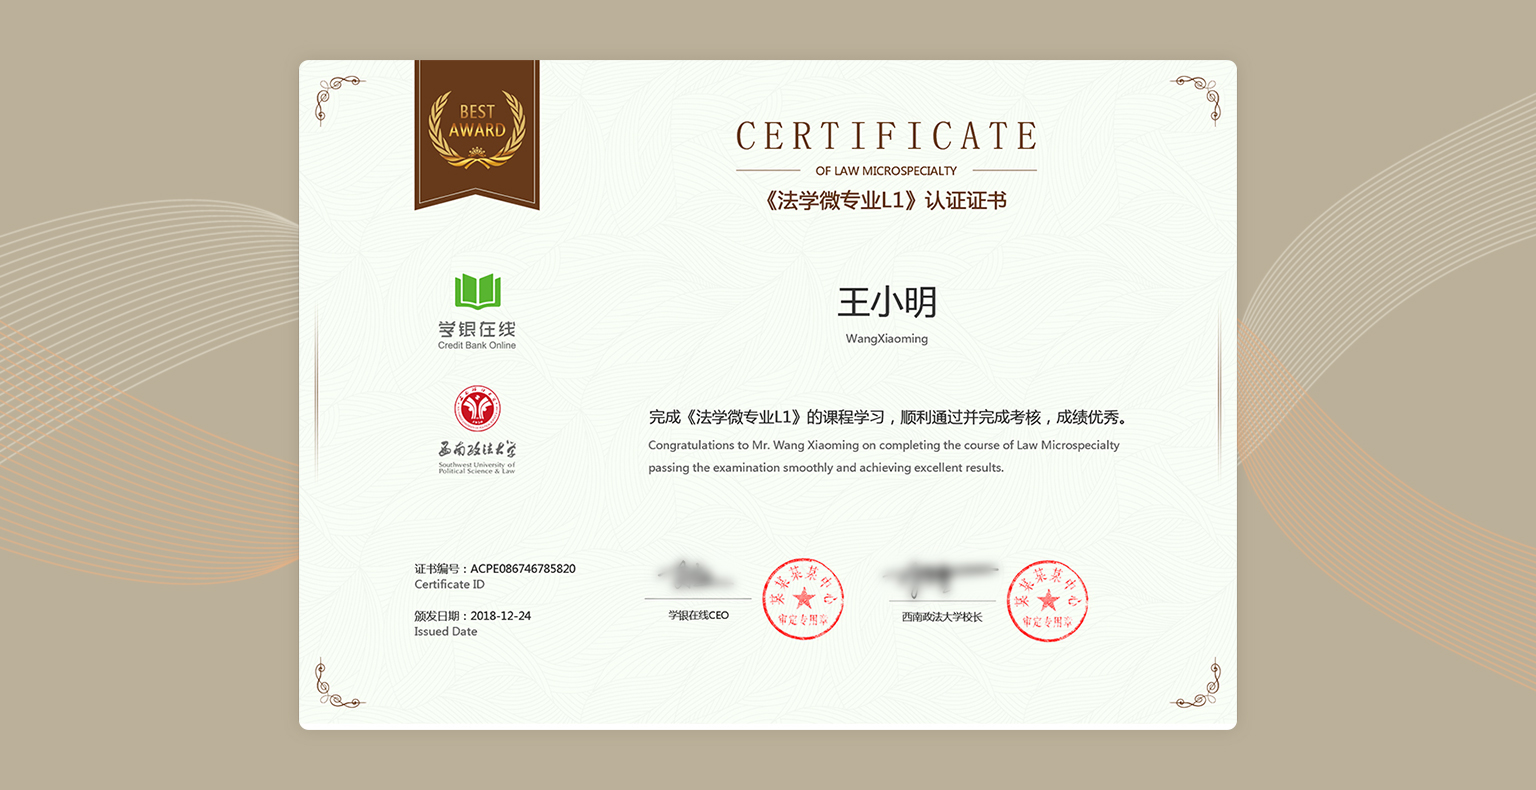 BEST
AWARD
CERTIFICATE
OF LAW MICROSPECIALTY
《法学微专业L1》认证证书
学银在线
Credit Bank Online
王小明
WangXiaoming
西南政法大学
Southwest University of
Political Science & Law
完成《法学微专业L1》的课程学习，顺利通过并完成考核，成绩优秀。
Congratulations to Mr. Wang Xiaoming on completing the course of Law Microspecialty
passing the examination smoothly and achieving excellent results.
证书编号：ACPE086746785820
Certificate ID
颁发日期：2018-12-24
Issued Date
学银在线CEO
某某某某中心
审定专用章
西南政法大学校长
某某某某中心
审定专用章